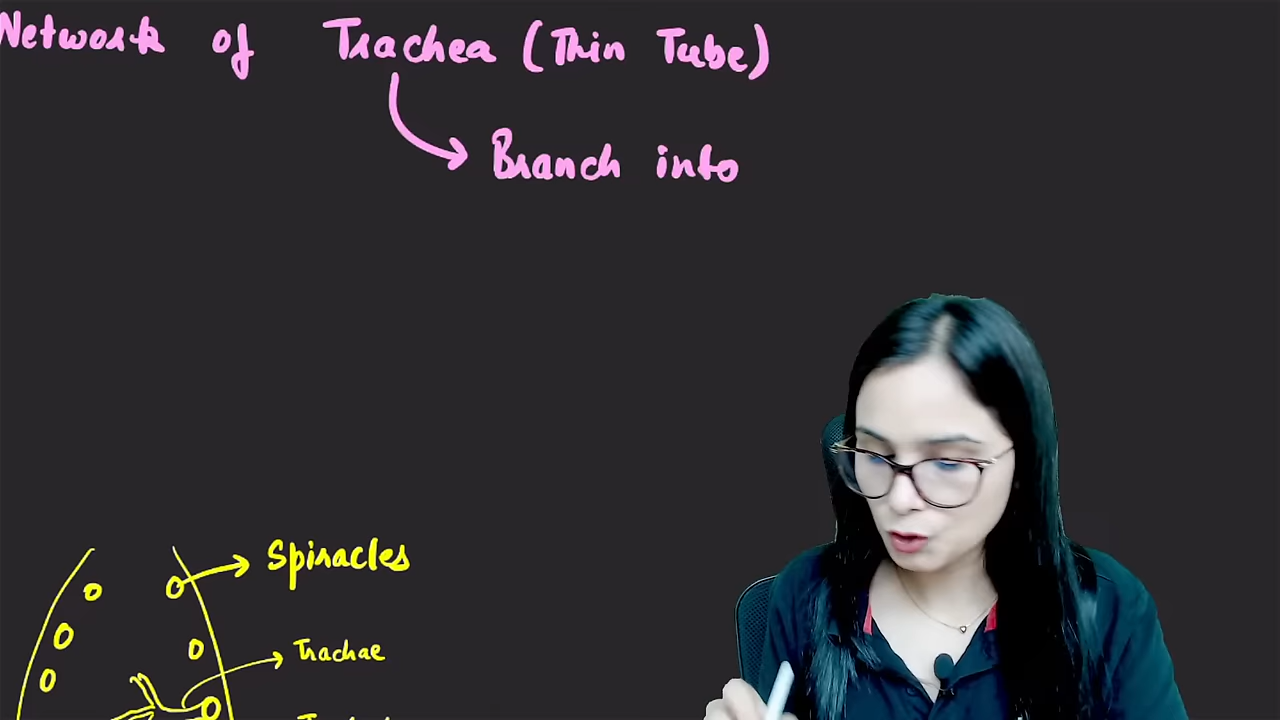 Network of Trachea (Thin Tube)
Branch into
Spiracles
Trachae